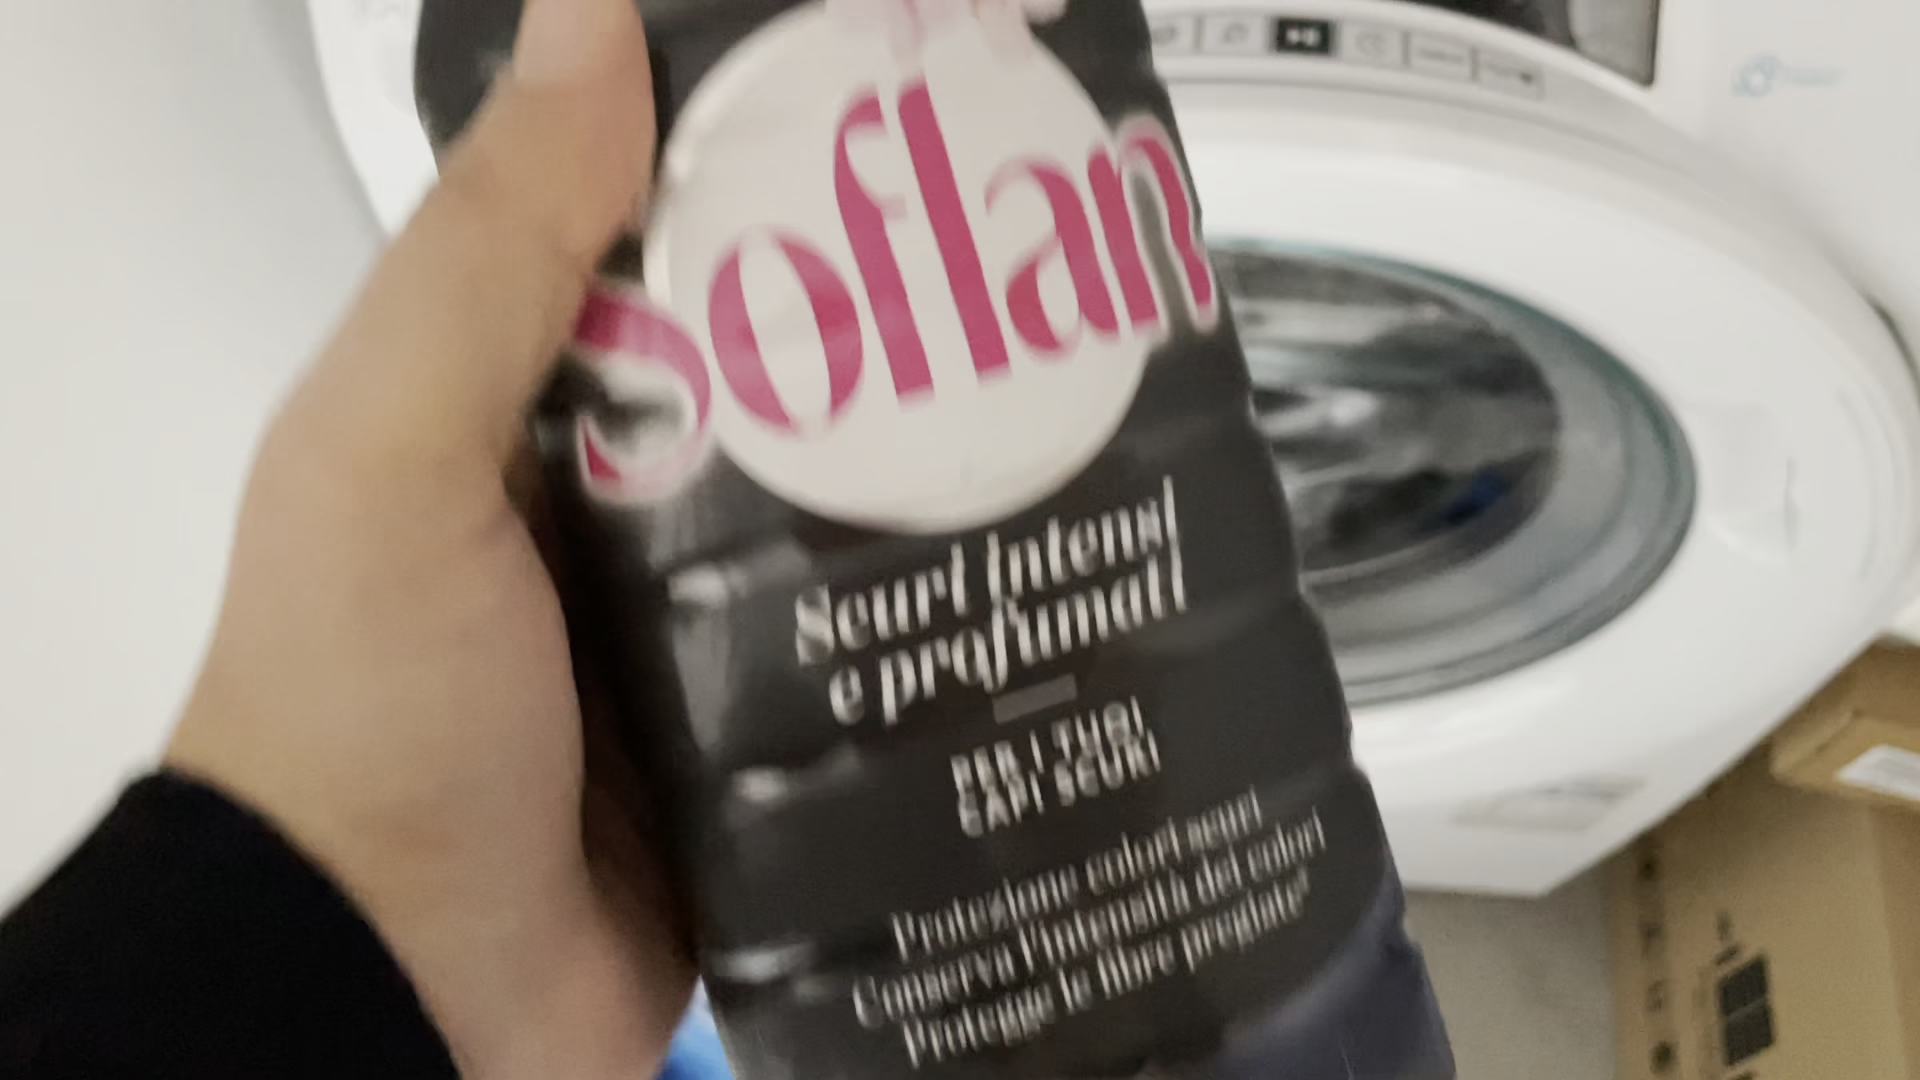 Soflan
Scuri intensi
e profumati
PER I TUOI
CAPI SCURI
Protezione colori scuri
Conserva l'intensità dei colori
Protegge le fibre pregiate*